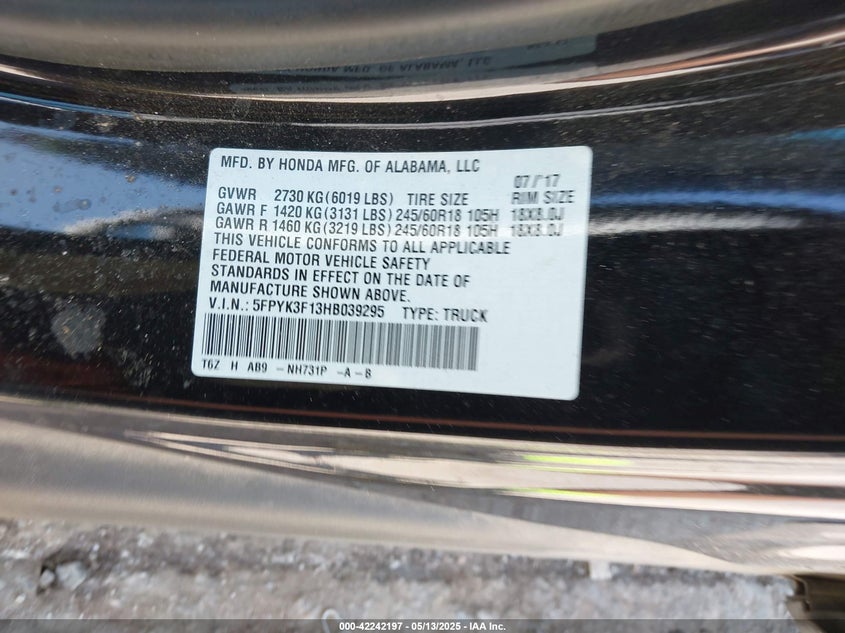 MFD. BY HONDA MFG. OF ALABAMA, LLC
07/17
GVWR 2730 KG(6019 LBS) TIRE SIZE RIM SIZE
GAWR F 1420 KG(3131 LBS) 245/60R18 105H 18X8.0J
GAWR R 1460 KG(3219 LBS) 245/60R18 105H 18X8.0J
THIS VEHICLE CONFORMS TO ALL APPLICABLE
FEDERAL MOTOR VEHICLE SAFETY
STANDARDS IN EFFECT ON THE DATE OF
MANUFACTURE SHOWN ABOVE.
V.I.N.: 5FPYK3F13HB039295 TYPE: TRUCK
T6Z H AB9 -NH731P -A-B
000-42242197 - 05/13/2025 - IAA Inc.